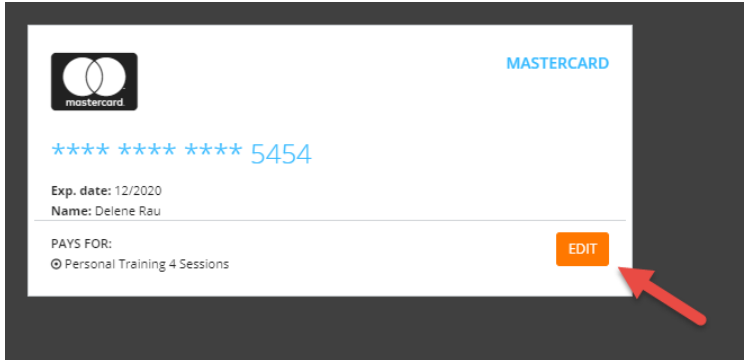 MASTERCARD
mastercard.
**** **** **** 5454
Exp. date: 12/2020
Name: Delene Rau
PAYS FOR:
Personal Training 4 Sessions
EDIT